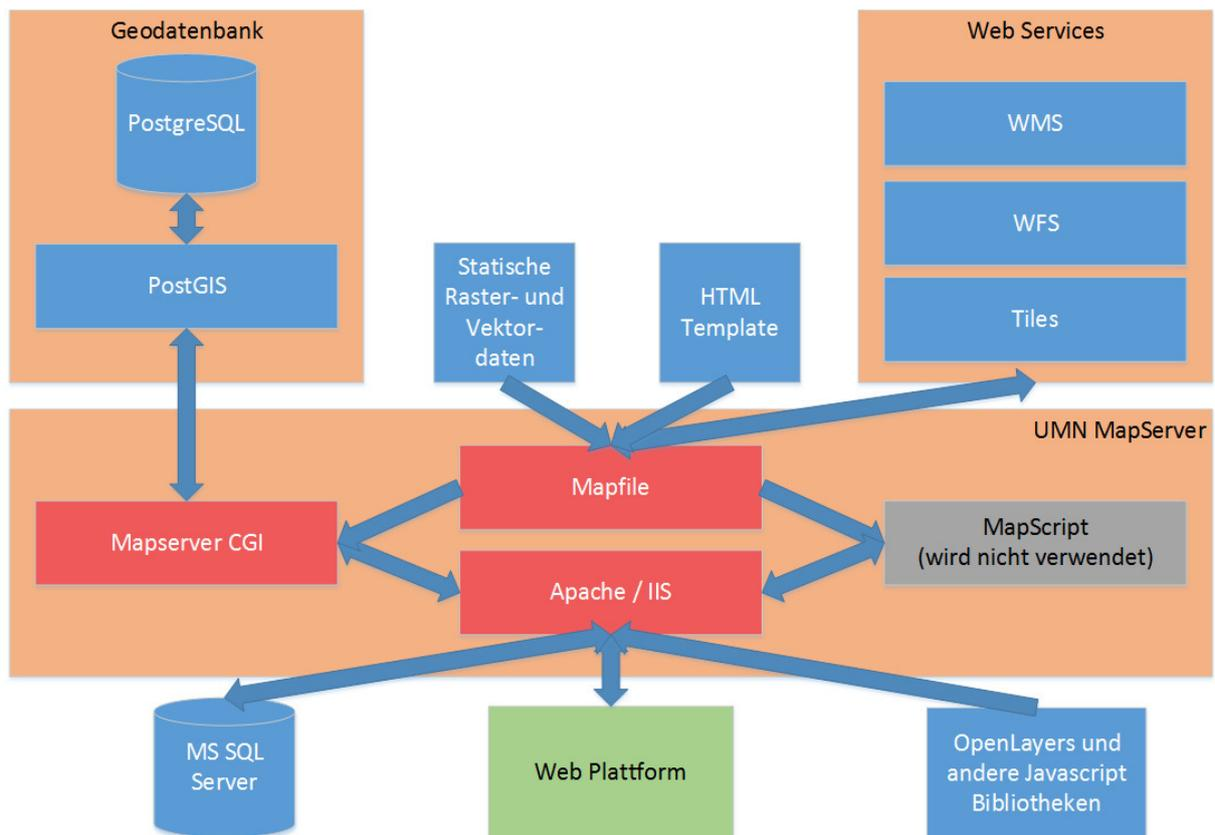 Geodatenbank
PostgreSQL
PostGIS
Statische
Raster- und
Vektor-
daten
HTML
Template
Web Services
WMS
WFS
Tiles
UMN MapServer
Mapfile
Mapserver CGI
MapScript
(wird nicht verwendet)
Apache / IIS
MS SQL
Server
Web Plattform
OpenLayers und
andere Javascript
Bibliotheken